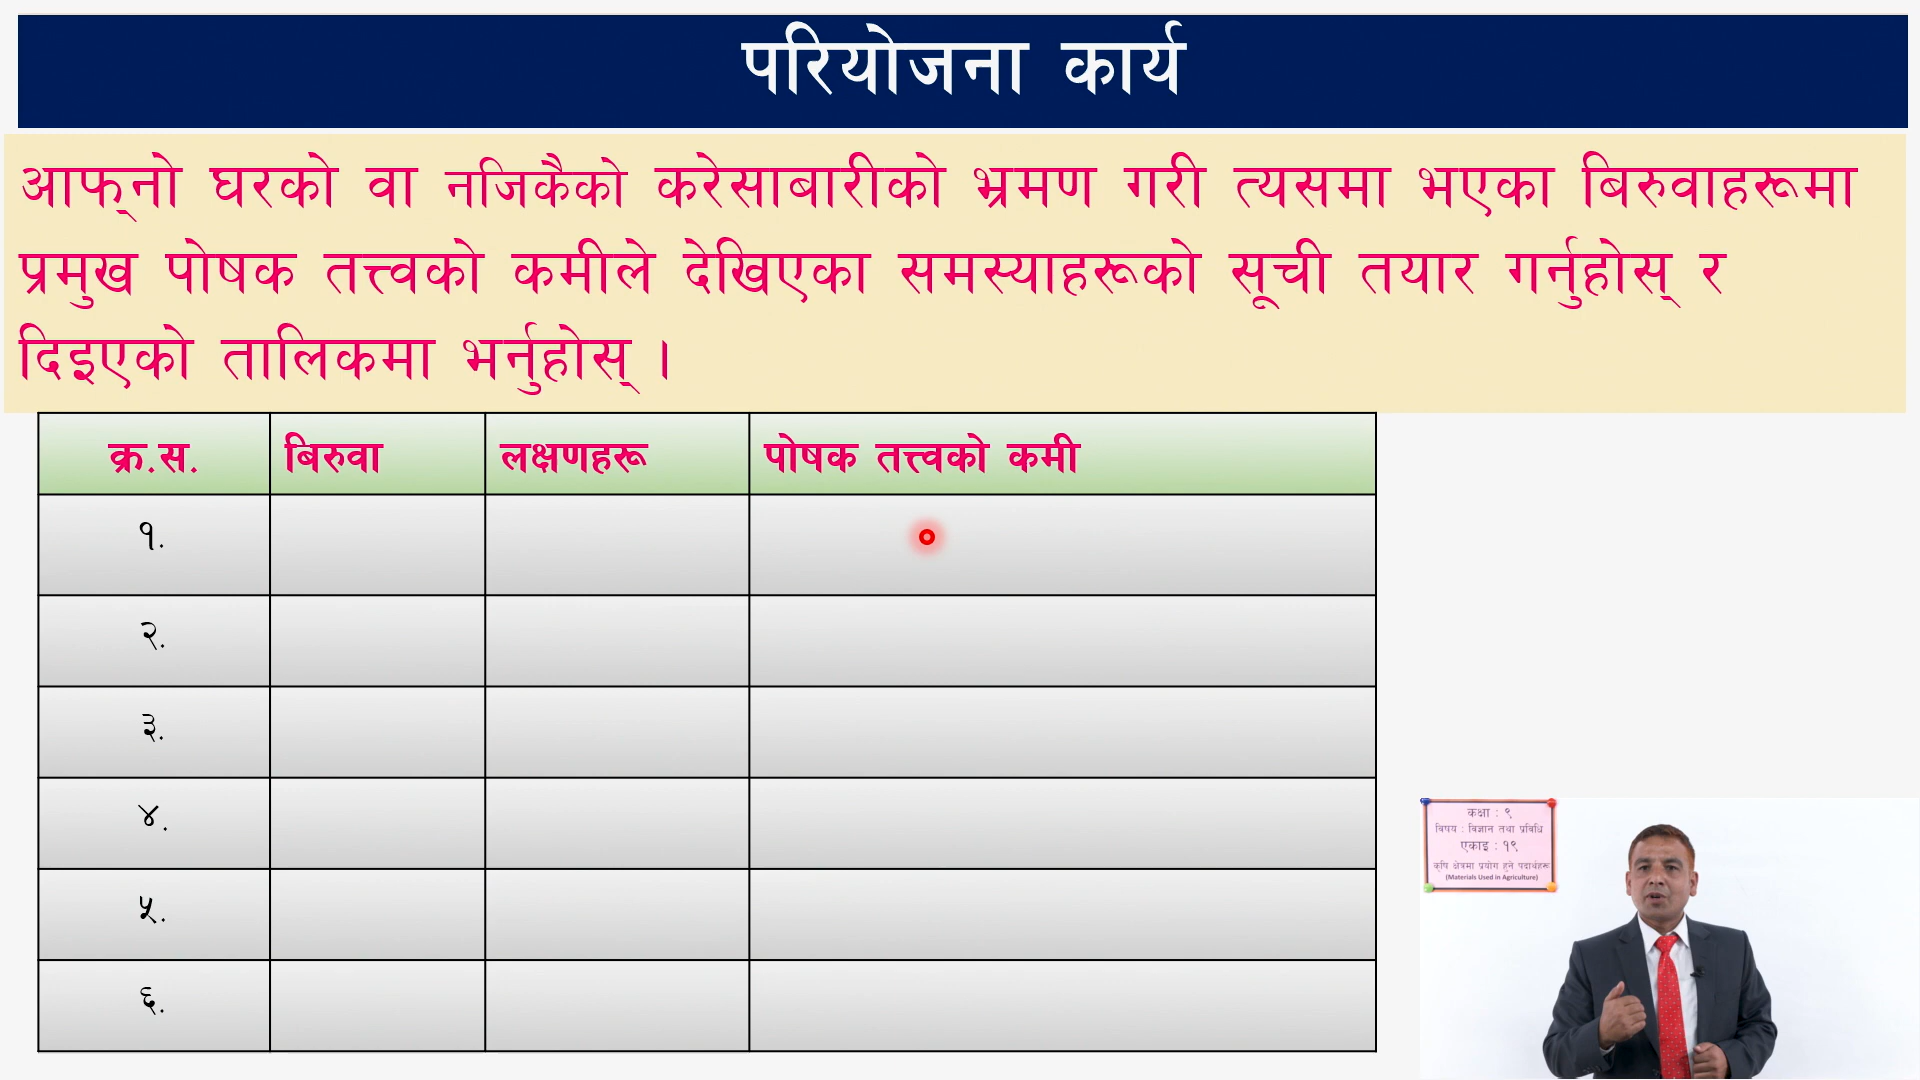 परियोजना कार्य
आफ्नो घरको वा नजिकैको करेसाबारीको भ्रमण गरी त्यसमा भएका बिरुवाहरूमा
प्रमुख पोषक तत्त्वको कमीले देखिएका समस्याहरूको सूची तयार गर्नुहोस् र
दिइएको तालिकमा भर्नुहोस् ।
क्र.स. बिरुवा लक्षणहरू पोषक तत्त्वको कमी
१.
२.
३.
४.
५.
६.
कक्षा : ९
विषय : विज्ञान तथा प्रविधि
एकाइ : १९
कृषि क्षेत्रमा प्रयोग हुने पदार्थहरू
(Materials Used in Agriculture)